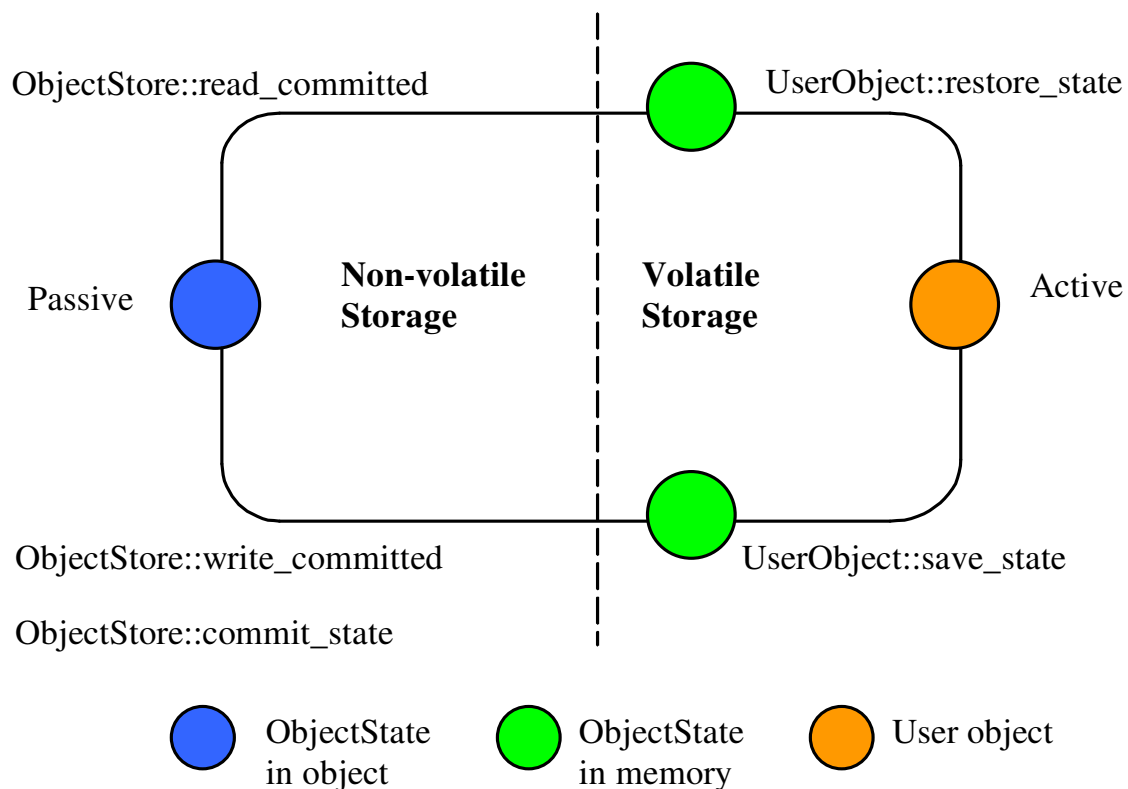 ObjectStore::read_committed
UserObject::restore_state
Non-volatile
Storage
Volatile
Storage
Passive
Active
ObjectStore::write_committed
UserObject::save_state
ObjectStore::commit_state
ObjectState
in object
ObjectState
in memory
User object